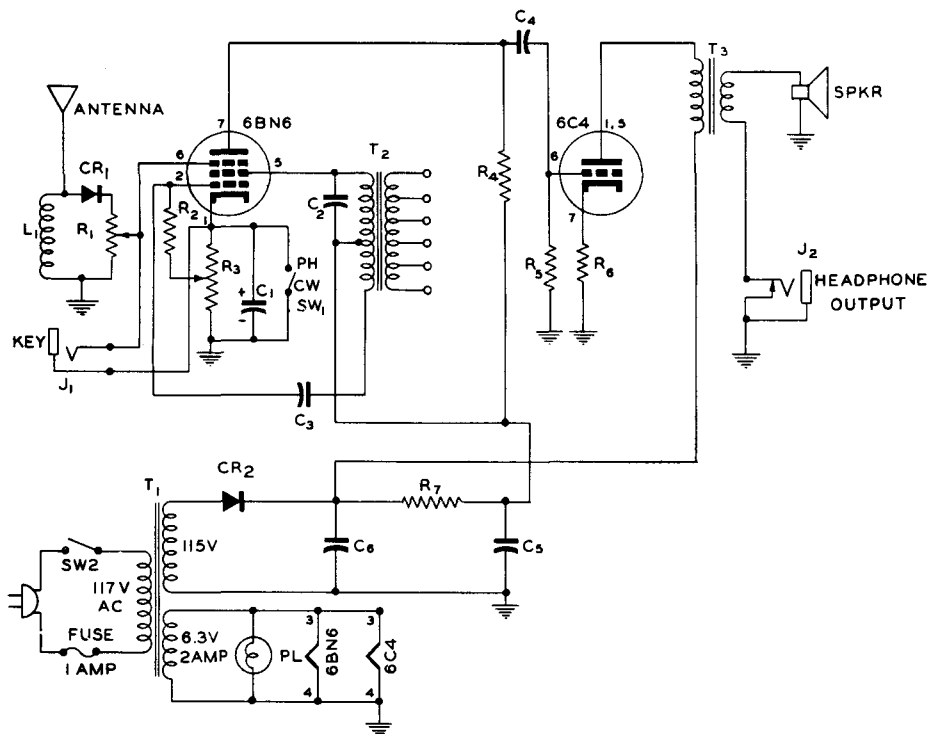 C4
T3
ANTENNA
7
6BN6
6C4
1,5
SPKR
6
5
T2
2
CR1
R2
C2
R4
6
L1
R1
1
7
R3
C1
+
-
PH
CW
SW1
R5
R6
J2
HEADPHONE
OUTPUT
KEY
J1
C3
CR2
T1
R7
115V
C6
C5
SW2
117V
AC
FUSE
1 AMP
6.3V
2AMP
PL
3
6BN6
4
3
6C4
4